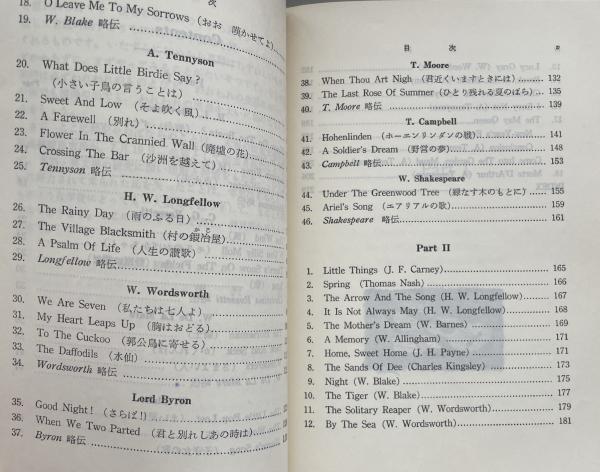 18. O Leave Me To My Sorrows (おお 嘆かせてよ)
19. W. Blake 略伝
A. Tennyson
20. What Does Little Birdie Say?
(小さい子鳥の言うことは)
21. Sweet And Low (そよ吹く風)
22. A Farewell (別れ)
23. Flower In The Crannied Wall (廃墟の花)
24. Crossing The Bar (沙洲を越えて)
25. Tennyson 略伝
H. W. Longfellow
26. The Rainy Day (雨のふる日)
27. The Village Blacksmith (村の鍛冶屋)
28. A Psalm Of Life (人生の讃歌)
29. Longfellow 略伝
W. Wordsworth
30. We Are Seven (私たちは七人よ)
31. My Heart Leaps Up (胸はおどる)
32. To The Cuckoo (郭公鳥に寄せる)
33. The Daffodils (水仙)
34. Wordsworth 略伝
Lord Byron
35. Good Night! (さらば!)
36. When We Two Parted (君と別れしあの時は)
37. Byron 略伝
目 次
T. Moore
38. When Thou Art Nigh (君近くいますときには) 132
39. The Last Rose Of Summer (ひとり残れる夏のばら) 135
40. T. Moore 略伝 139
T. Campbell
41. Hohenlinden (ホーエンリンダンの戦) 141
42. A Soldier's Dream (野営の夢) 148
43. Campbell 略伝 153
W. Shakespeare
44. Under The Greenwood Tree (緑なす木のもとに) 155
45. Ariel's Song (エアリアルの歌) 159
46. Shakespeare 略伝 161
Part II
1. Little Things (J. F. Carney) 165
2. Spring (Thomas Nash) 166
3. The Arrow And The Song (H. W. Longfellow) 167
4. It Is Not Always May (H. W. Longfellow) 168
5. The Mother's Dream (W. Barnes) 169
6. A Memory (W. Allingham) 171
7. Home, Sweet Home (J. H. Payne) 171
8. The Sands Of Dee (Charles Kingsley) 173
9. Night (W. Blake) 175
10. The Tiger (W. Blake) 177
11. The Solitary Reaper (W. Wordsworth) 179
12. By The Sea (W. Wordsworth) 181